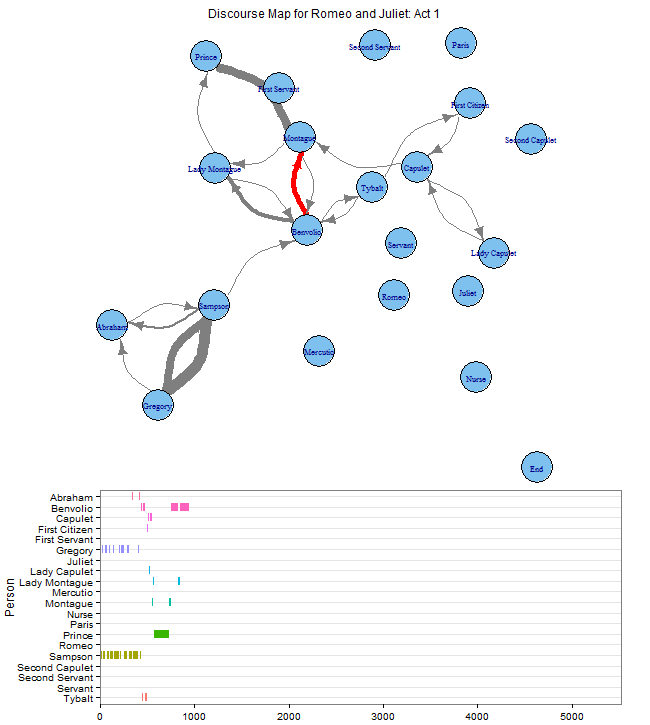 Discourse Map for Romeo and Juliet: Act 1
Prince
Second Servant
Paris
First Servant
First Citizen
Montague
Second Capulet
Lady Montague
Capulet
Tybalt
Benvolio
Servant
Lady Capulet
Romeo
Juliet
Sampson
Abraham
Mercutio
Nurse
Gregory
End
Person
Abraham
Benvolio
Capulet
First Citizen
First Servant
Gregory
Juliet
Lady Capulet
Lady Montague
Mercutio
Montague
Nurse
Paris
Prince
Romeo
Sampson
Second Capulet
Second Servant
Servant
Tybalt
0 1000 2000 3000 4000 5000